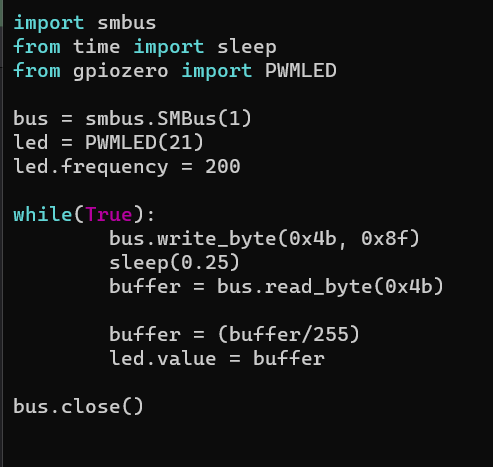 import smbus
from time import sleep
from gpiozero import PWMLED

bus = smbus.SMBus(1)
led = PWMLED(21)
led.frequency = 200

while(True):
        bus.write_byte(0x4b, 0x8f)
        sleep(0.25)
        buffer = bus.read_byte(0x4b)

        buffer = (buffer/255)
        led.value = buffer

bus.close()